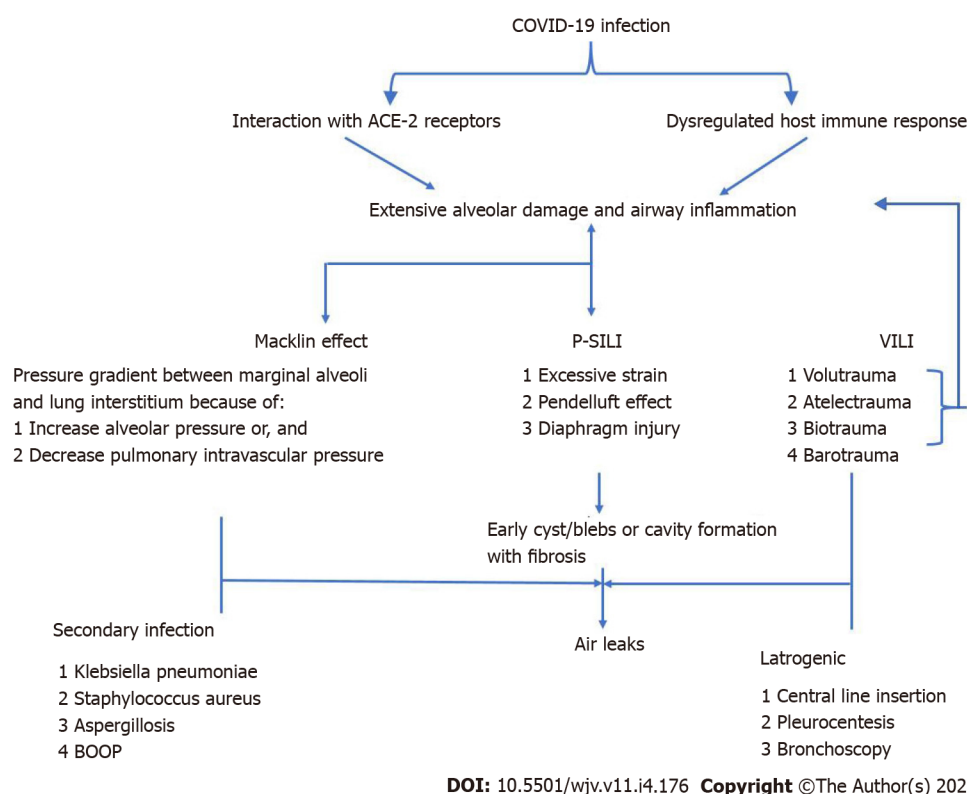 COVID-19 infection
Interaction with ACE-2 receptors
Dysregulated host immune response
Extensive alveolar damage and airway inflammation
Macklin effect
Pressure gradient between marginal alveoli
and lung interstitium because of:
1 Increase alveolar pressure or, and
2 Decrease pulmonary intravascular pressure
P-SILI
1 Excessive strain
2 Pendelluft effect
3 Diaphragm injury
VILI
1 Volutrauma
2 Atelectrauma
3 Biotrauma
4 Barotrauma
Early cyst/blebs or cavity formation
with fibrosis
Secondary infection
1 Klebsiella pneumoniae
2 Staphylococcus aureus
3 Aspergillosis
4 BOOP
Air leaks
Latrogenic
1 Central line insertion
2 Pleurocentesis
3 Bronchoscopy
DOI: 10.5501/wjv.v11.i4.176 Copyright ©The Author(s) 202